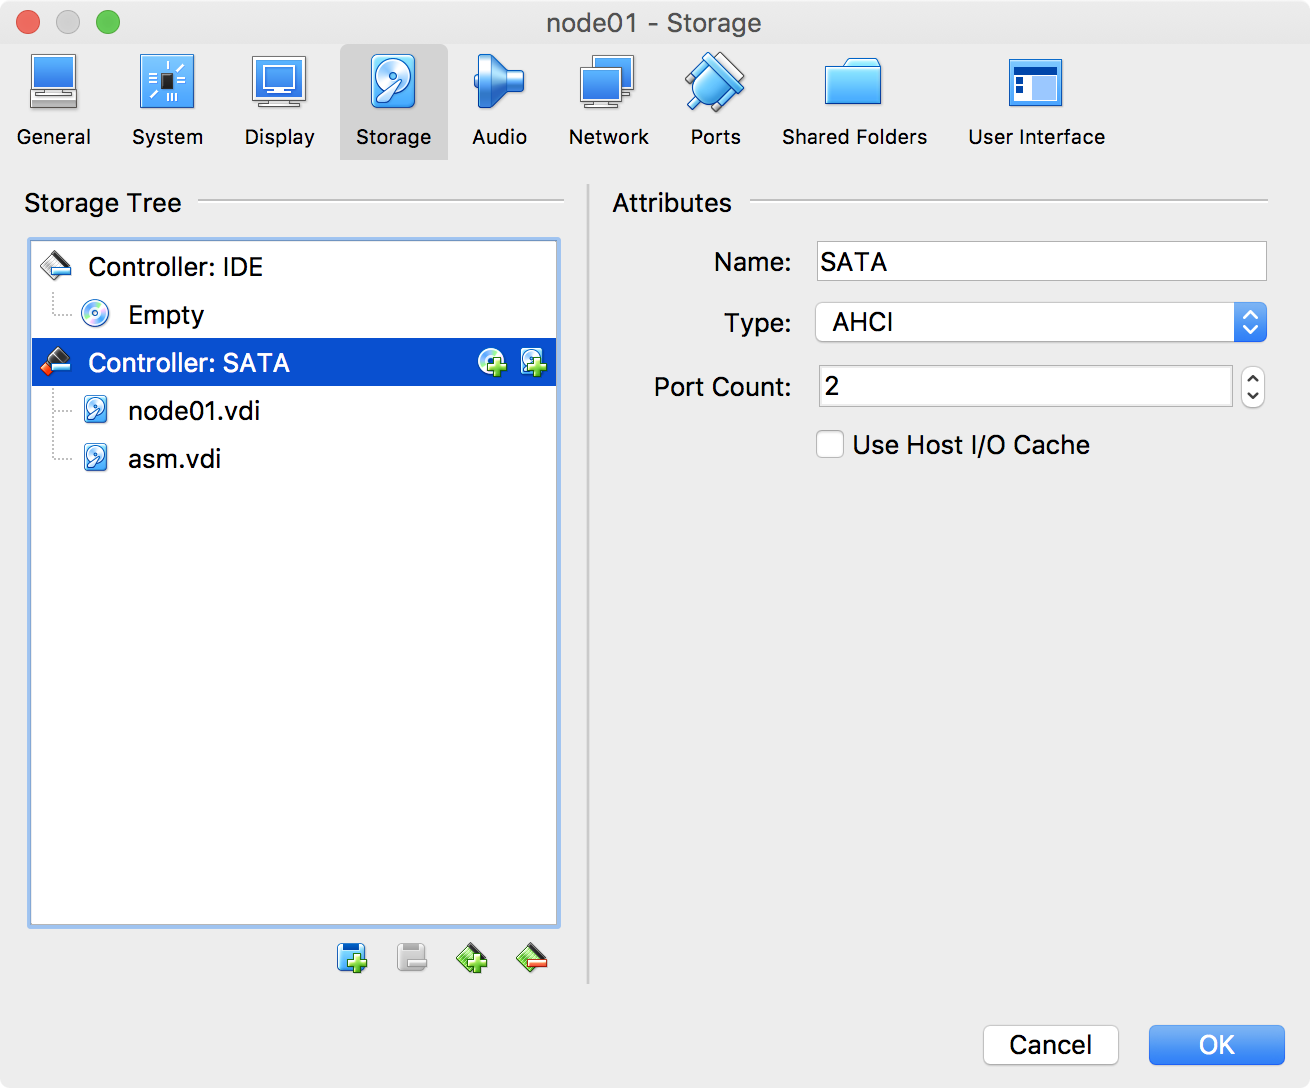 node01 - Storage
General System Display Storage Audio Network Ports Shared Folders User Interface
Storage Tree
Controller: IDE
Empty
Controller: SATA
node01.vdi
asm.vdi
Attributes
Name: SATA
Type: AHCI
Port Count: 2
Use Host I/O Cache
Cancel OK